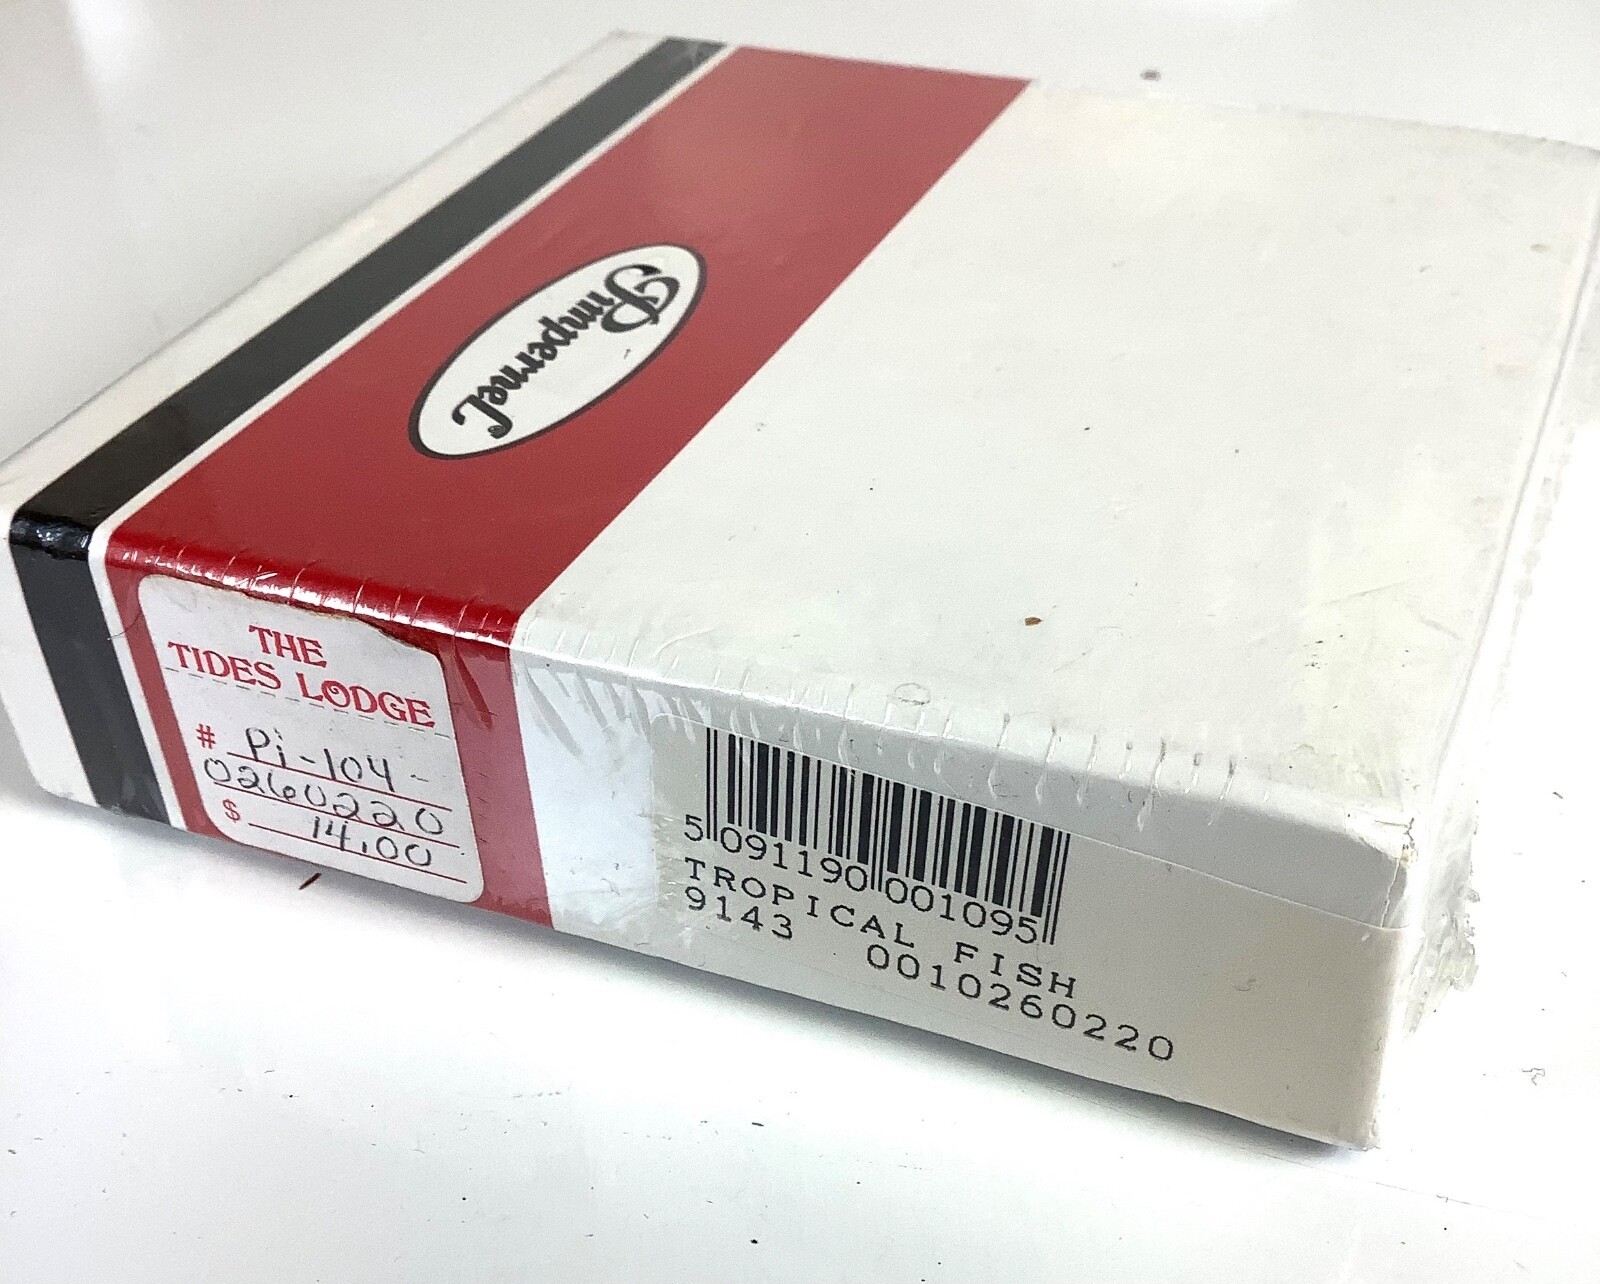 Pimpernel
THE
TIDES LODGE
# Pi-104-
0260220
$ 14.00
5 091190 001095
TROPICAL FISH
9143 0010260220